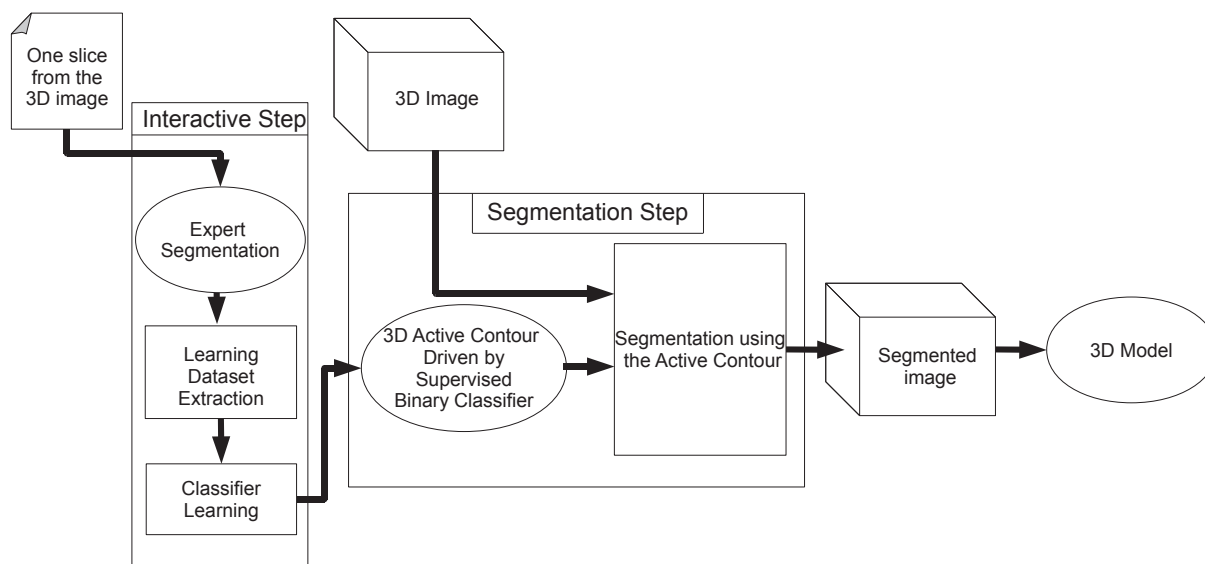 One slice
from the
3D image
Interactive Step
Expert
Segmentation
Learning
Dataset
Extraction
Classifier
Learning
3D Image
Segmentation Step
3D Active Contour
Driven by
Supervised
Binary Classifier
Segmentation using
the Active Contour
Segmented
image
3D Model